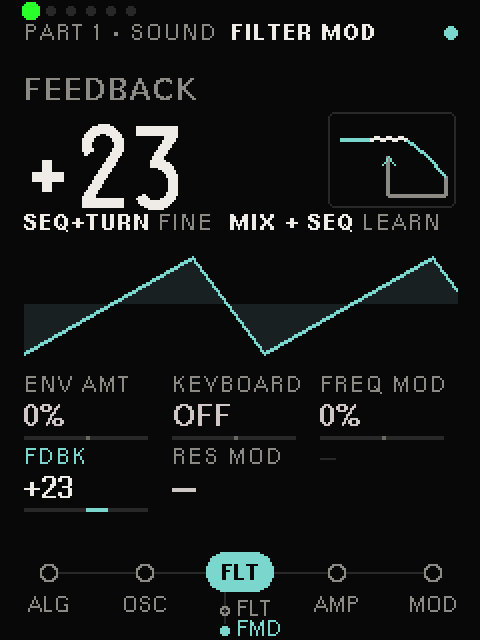 PART 1 · SOUND FILTER MOD
FEEDBACK
+23
SEQ+TURN FINE MIX + SEQ LEARN
ENV AMT KEYBOARD FREQ MOD
0% OFF 0%
FDBK RES MOD —
+23 —
FLT
ALG OSC FLT AMP MOD
FMD